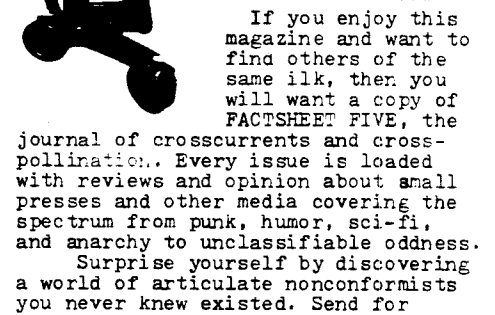 If you enjoy this
magazine and want to
find others of the
same ilk, then you
will want a copy of
FACTSHEET FIVE, the
journal of crosscurrents and cross-
pollination. Every issue is loaded
with reviews and opinion about small
presses and other media covering the
spectrum from punk, humor, sci-fi,
and anarchy to unclassifiable oddness.
Surprise yourself by discovering
a world of articulate nonconformists
you never knew existed. Send for